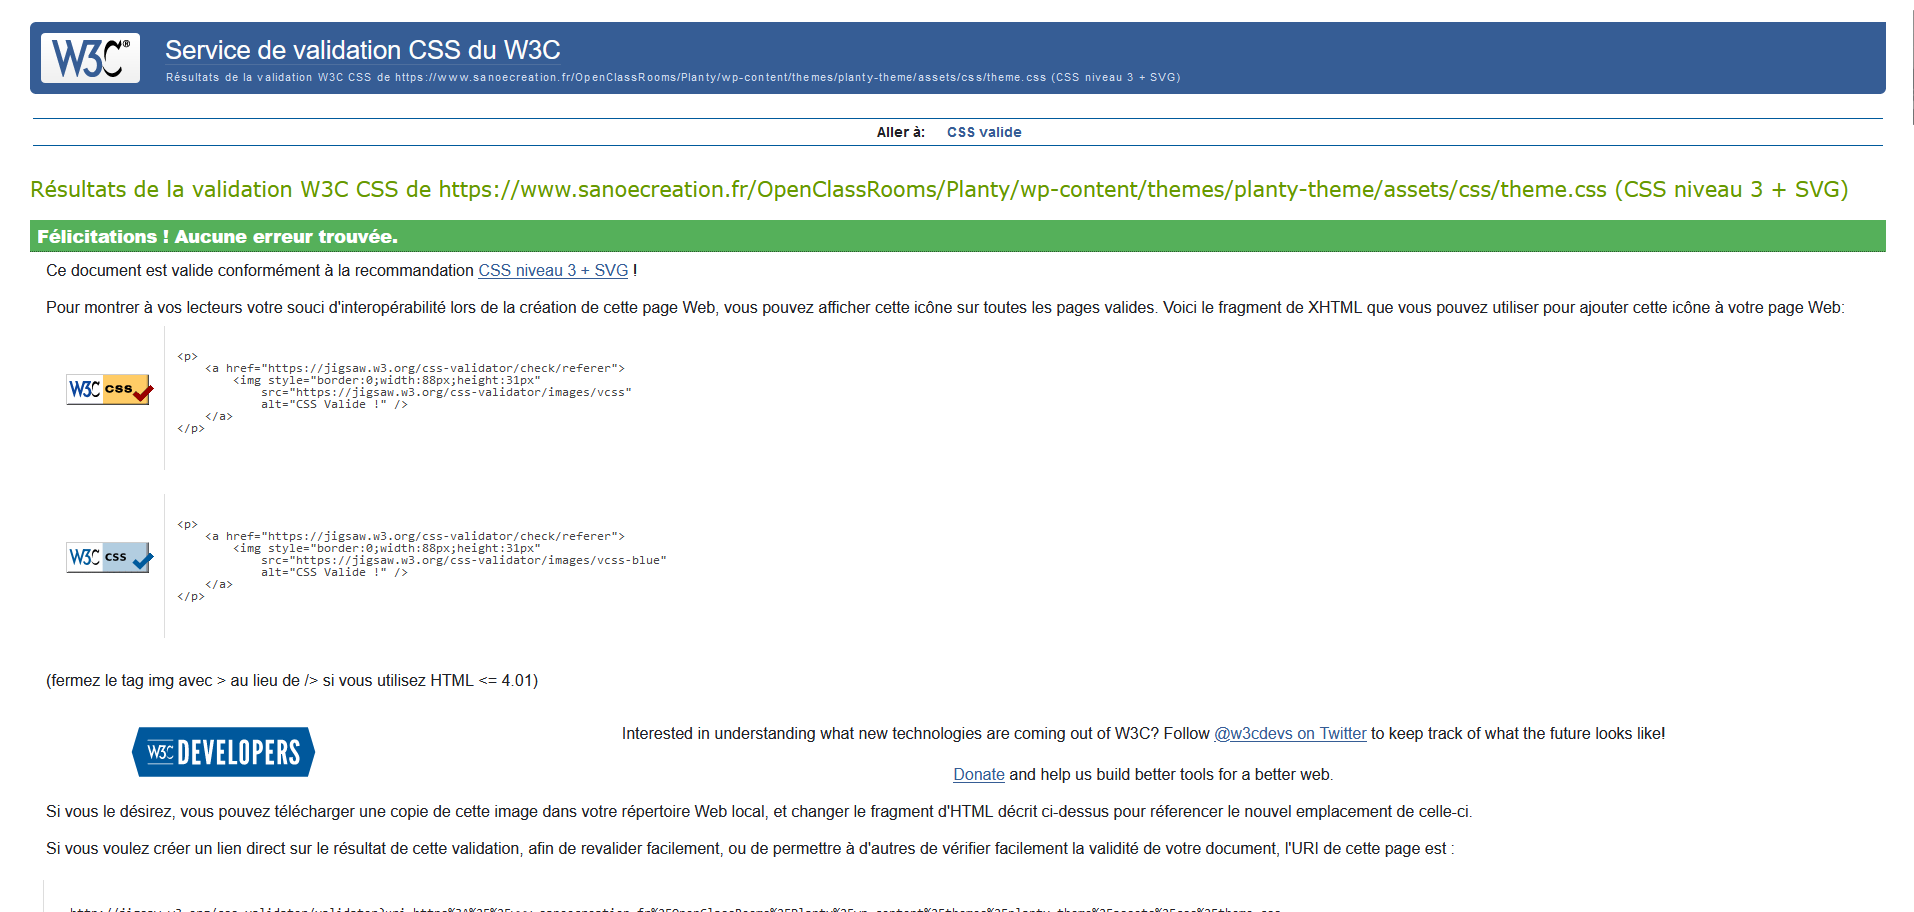 W3C®
Service de validation CSS du W3C
Résultats de la validation W3C CSS de https://www.sanoecreation.fr/OpenClassRooms/Planty/wp-content/themes/planty-theme/assets/css/theme.css (CSS niveau 3 + SVG)
Aller à: CSS valide
Résultats de la validation W3C CSS de https://www.sanoecreation.fr/OpenClassRooms/Planty/wp-content/themes/planty-theme/assets/css/theme.css (CSS niveau 3 + SVG)
Félicitations ! Aucune erreur trouvée.
Ce document est valide conformément à la recommandation CSS niveau 3 + SVG !
Pour montrer à vos lecteurs votre souci d'interopérabilité lors de la création de cette page Web, vous pouvez afficher cette icône sur toutes les pages valides. Voici le fragment de XHTML que vous pouvez utiliser pour ajouter cette icône à votre page Web:
W3C css
<p>
<a href="https://jigsaw.w3.org/css-validator/check/referer">
<img style="border:0;width:88px;height:31px"
src="https://jigsaw.w3.org/css-validator/images/vcss"
alt="CSS Valide !" />
</a>
</p>
W3C css
<p>
<a href="https://jigsaw.w3.org/css-validator/check/referer">
<img style="border:0;width:88px;height:31px"
src="https://jigsaw.w3.org/css-validator/images/vcss-blue"
alt="CSS Valide !" />
</a>
</p>
(fermez le tag img avec > au lieu de /> si vous utilisez HTML <= 4.01)
W3C DEVELOPERS
Interested in understanding what new technologies are coming out of W3C? Follow @w3cdevs on Twitter to keep track of what the future looks like!
Donate and help us build better tools for a better web.
Si vous le désirez, vous pouvez télécharger une copie de cette image dans votre répertoire Web local, et changer le fragment d'HTML décrit ci-dessus pour réferencer le nouvel emplacement de celle-ci.
Si vous voulez créer un lien direct sur le résultat de cette validation, afin de revalider facilement, ou de permettre à d'autres de vérifier facilement la validité de votre document, l'URI de cette page est :